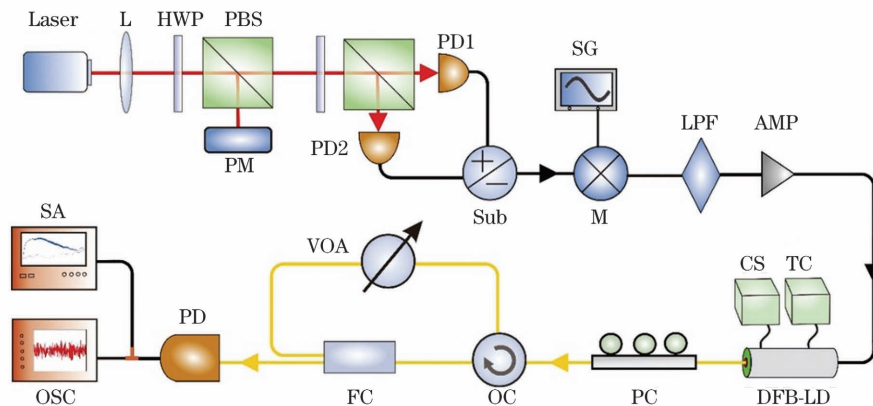 Laser
L
HWP
PBS
PD1
SG
PM
PD2
LPF
AMP
Sub
M
SA
VOA
CS
TC
PD
OSC
FC
OC
PC
DFB-LD